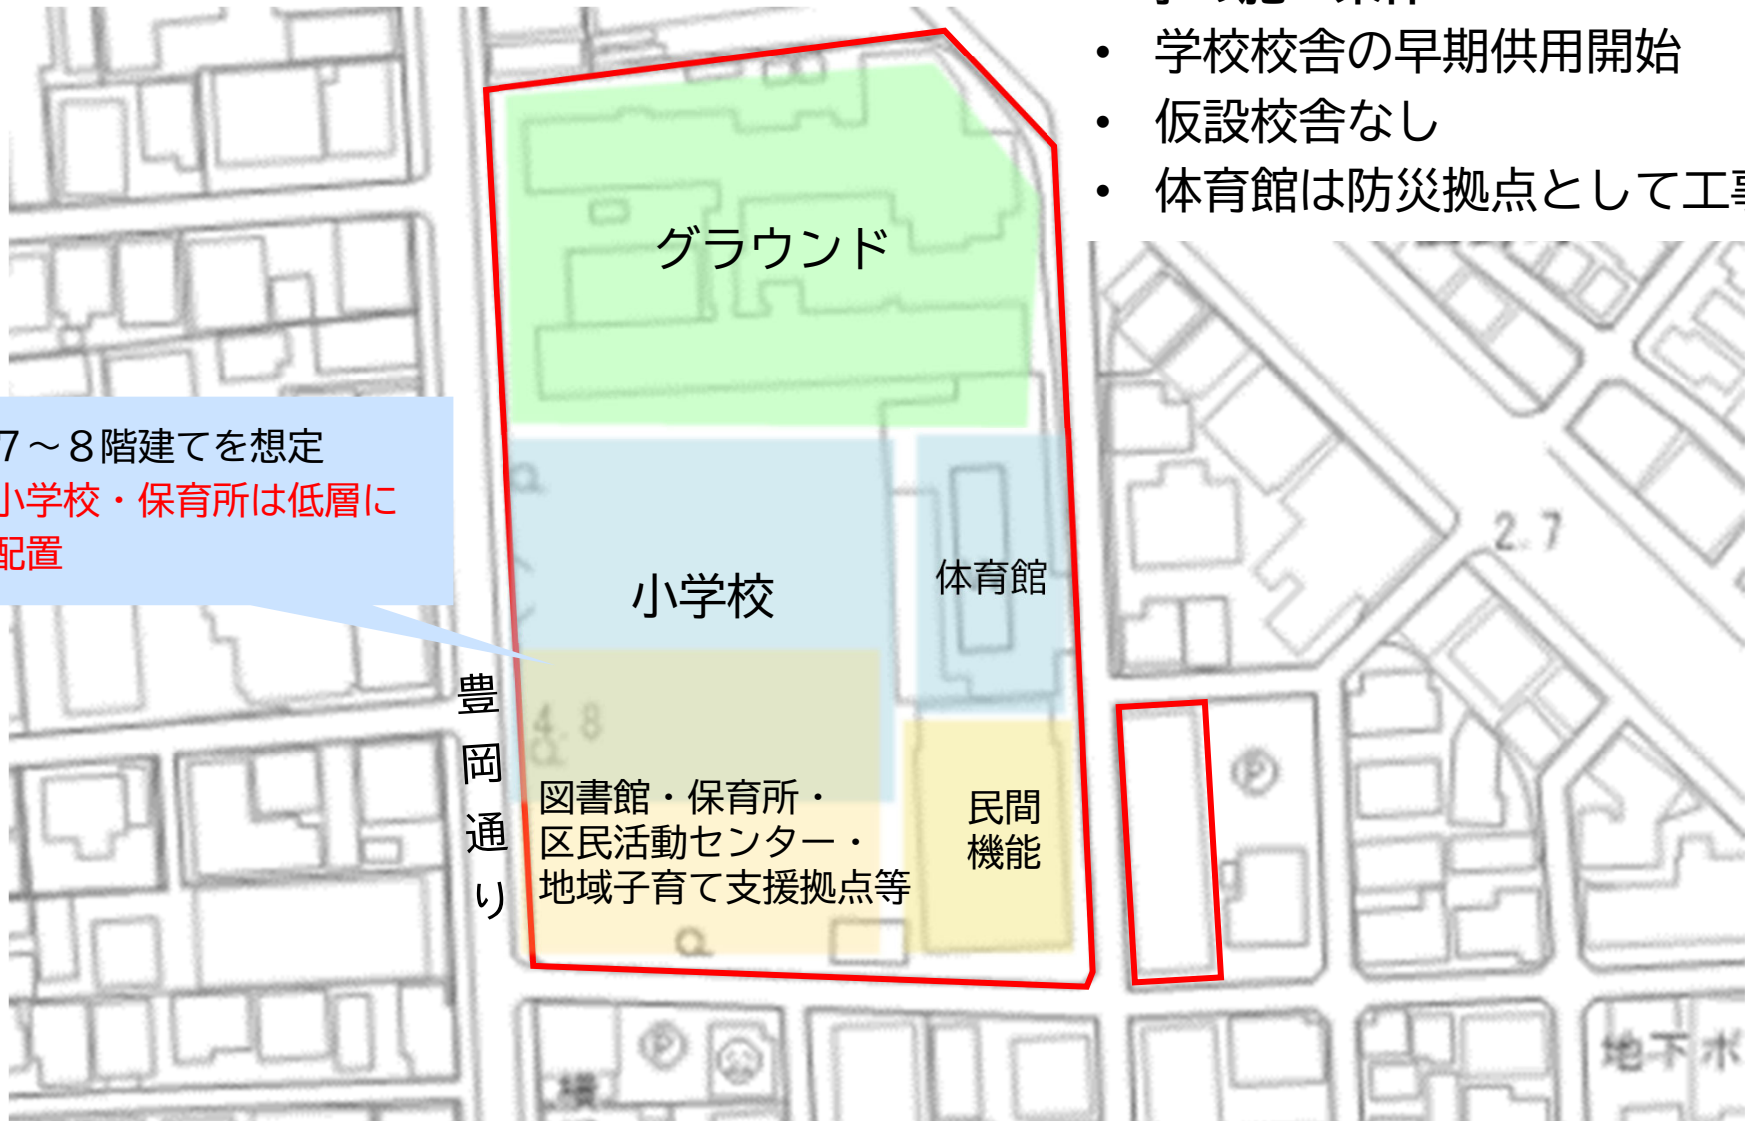 • 学校校舎の早期供用開始
• 仮設校舎なし
• 体育館は防災拠点として工事
グラウンド
7～８階建てを想定
小学校・保育所は低層に
配置
小学校
体育館
2.7
豊岡通り
4.8
図書館・保育所・
区民活動センター・
地域子育て支援拠点等
民間
機能
P
P
横
地下ポ